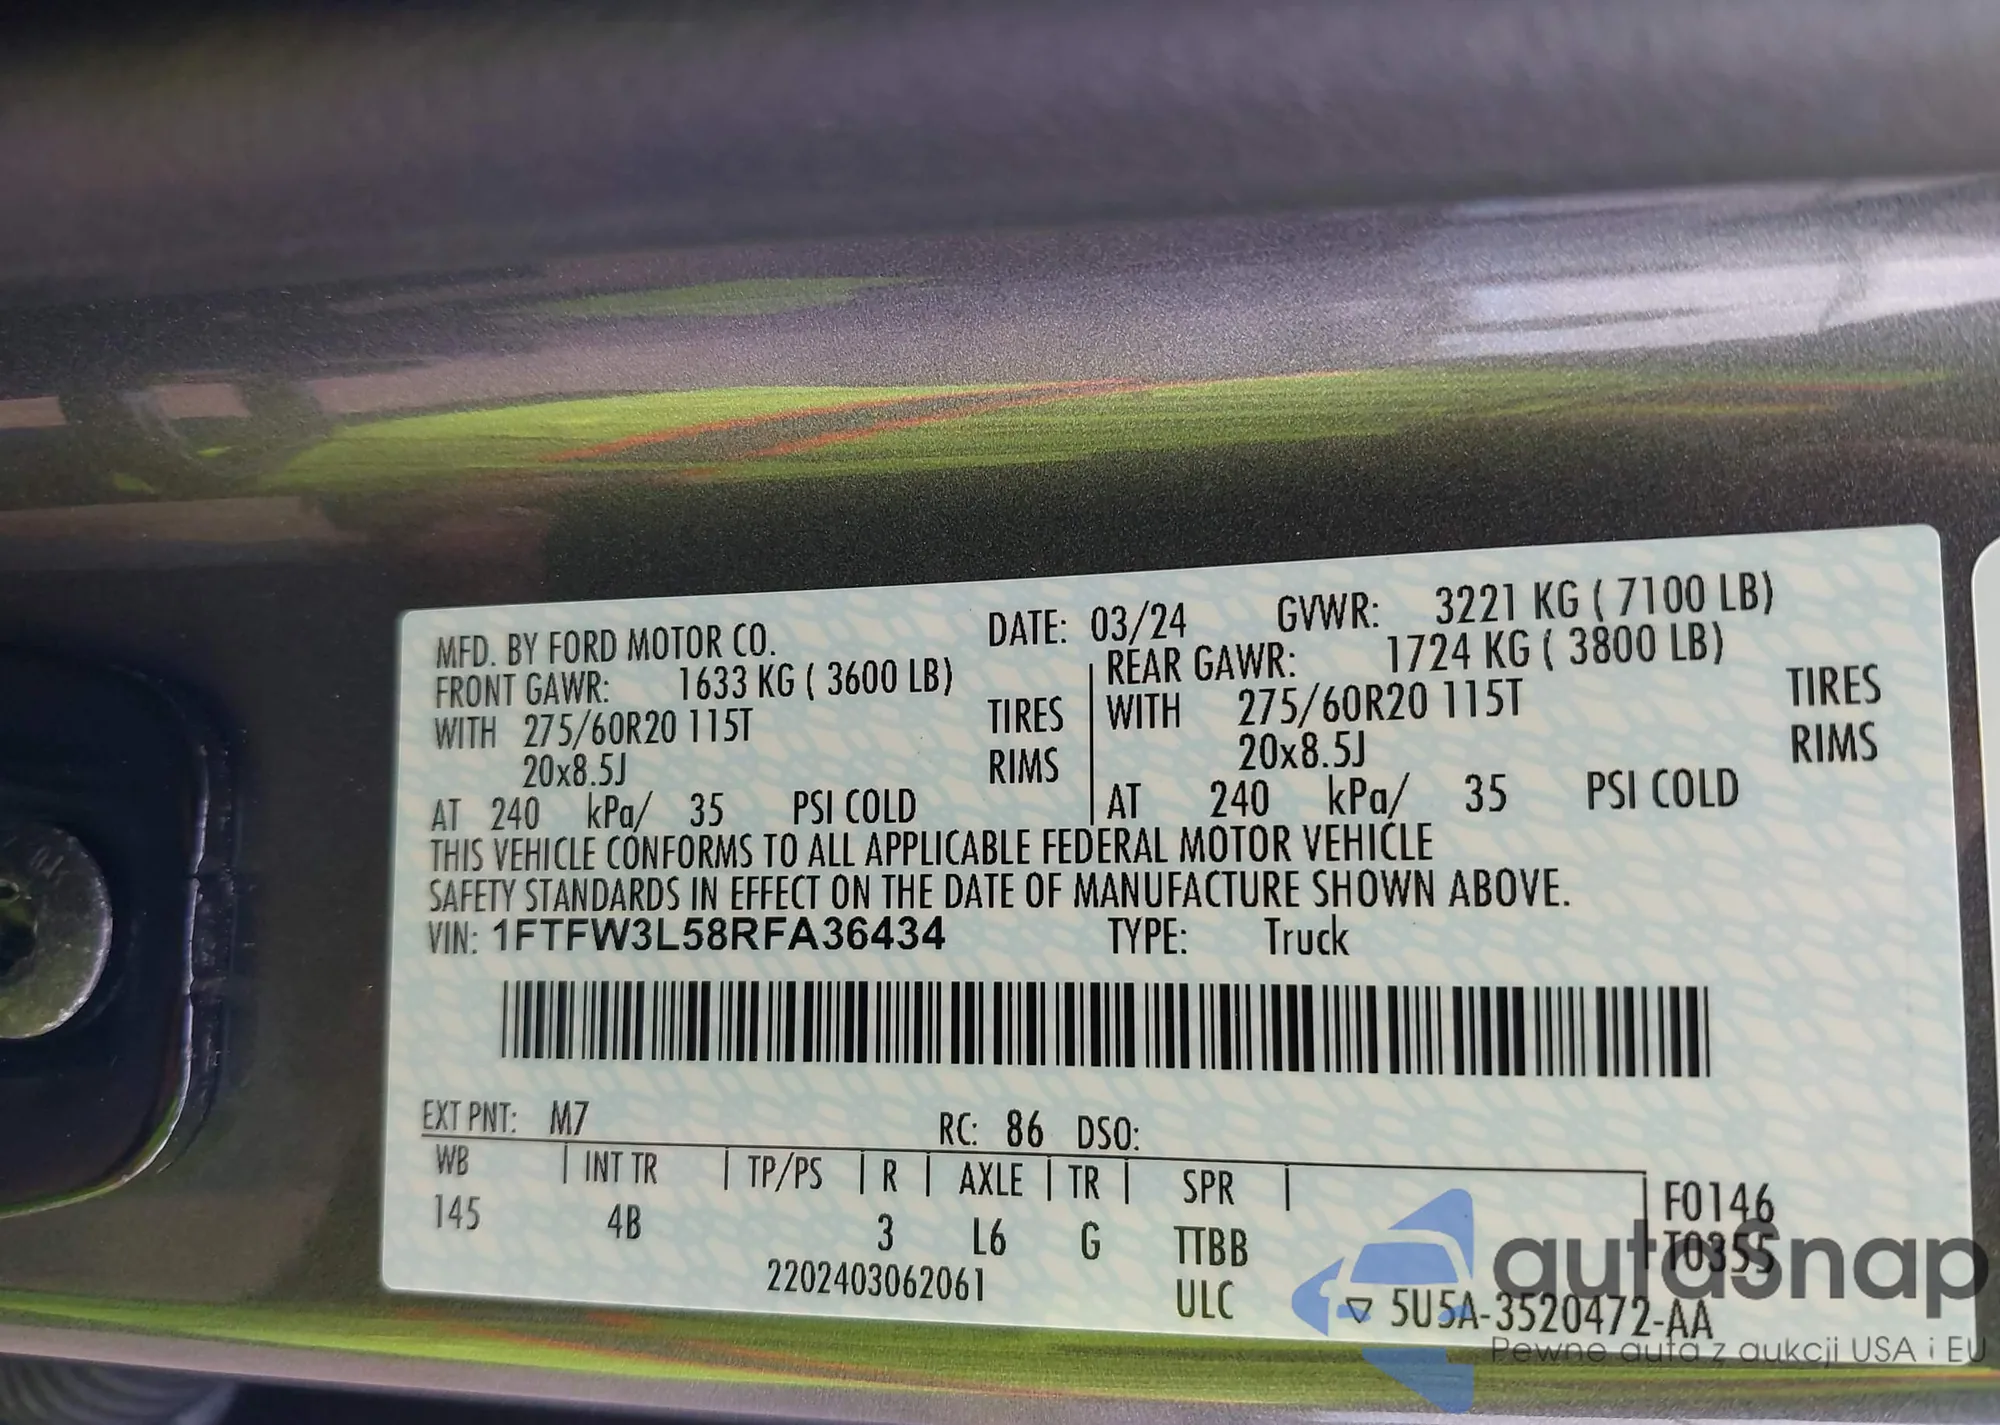 MFD. BY FORD MOTOR CO. DATE: 03/24 GVWR: 3221 KG ( 7100 LB)
FRONT GAWR: 1633 KG ( 3600 LB) REAR GAWR: 1724 KG ( 3800 LB)
WITH 275/60R20 115T TIRES WITH 275/60R20 115T TIRES
20x8.5J RIMS 20x8.5J RIMS
AT 240 kPa/ 35 PSI COLD AT 240 kPa/ 35 PSI COLD
THIS VEHICLE CONFORMS TO ALL APPLICABLE FEDERAL MOTOR VEHICLE
SAFETY STANDARDS IN EFFECT ON THE DATE OF MANUFACTURE SHOWN ABOVE.
VIN: 1FTFW3L58RFA36434 TYPE: Truck
EXT PNT: M7 RC: 86 DSO:
WB INT TR TP/PS R AXLE TR SPR F0146
145 4B 3 L6 G TTBB T0355
2202403062061 ULC 5U5A-3520472-AA
autosnap
Pewne auta z aukcji USA i EU